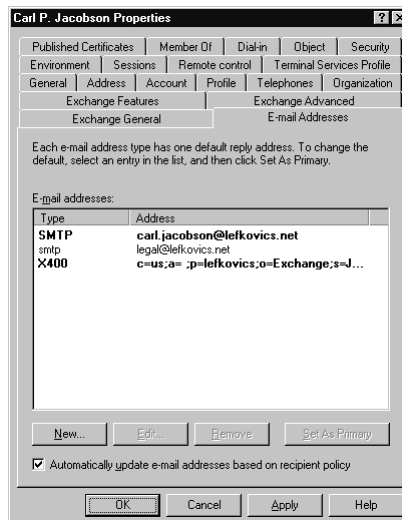 Carl P. Jacobson Properties
Published Certificates Member Of Dial-in Object Security
Environment Sessions Remote control Terminal Services Profile
General Address Account Profile Telephones Organization
Exchange Features Exchange Advanced
Exchange General E-mail Addresses
Each e-mail address type has one default reply address. To change the
default, select an entry in the list, and then click Set As Primary.
E-mail addresses:
Type Address
SMTP carl.jacobson@lefkovics.net
smtp legal@lefkovics.net
X400 c=us;a= ;p=lefkovics;o=Exchange;s=J...
New... Edit... Remove Set As Primary
Automatically update e-mail addresses based on recipient policy
OK Cancel Apply Help